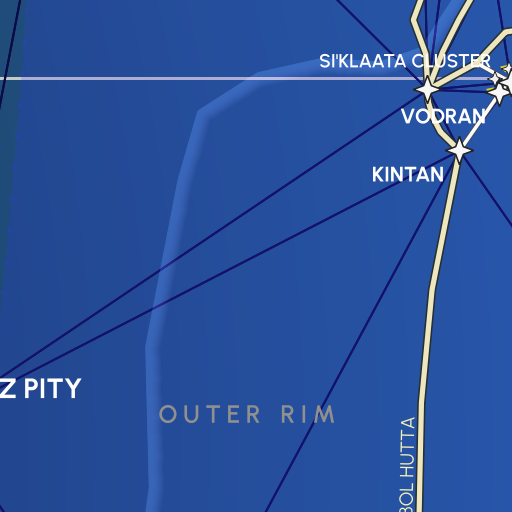 SI'KLAATA CLUSTER
VODRAN
KINTAN
Z PITY
OUTER RIM
BOL HUTTA